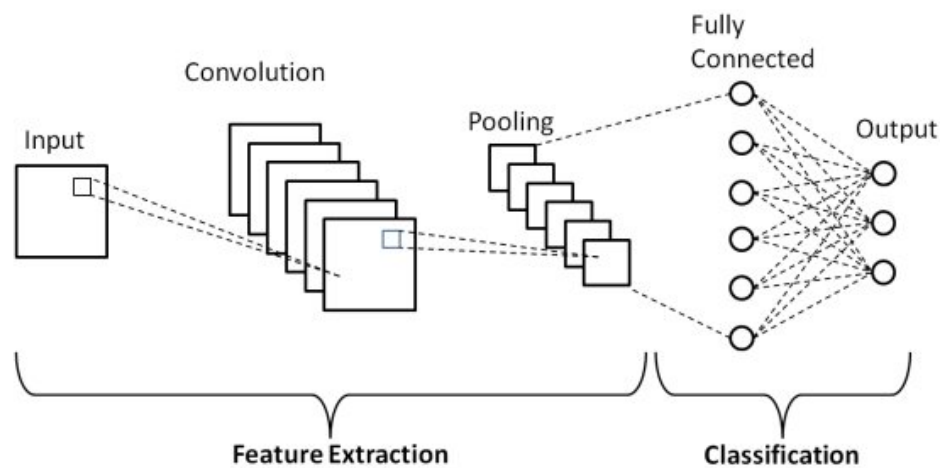 Input
Convolution
Pooling
Fully
Connected
Output
Feature Extraction
Classification